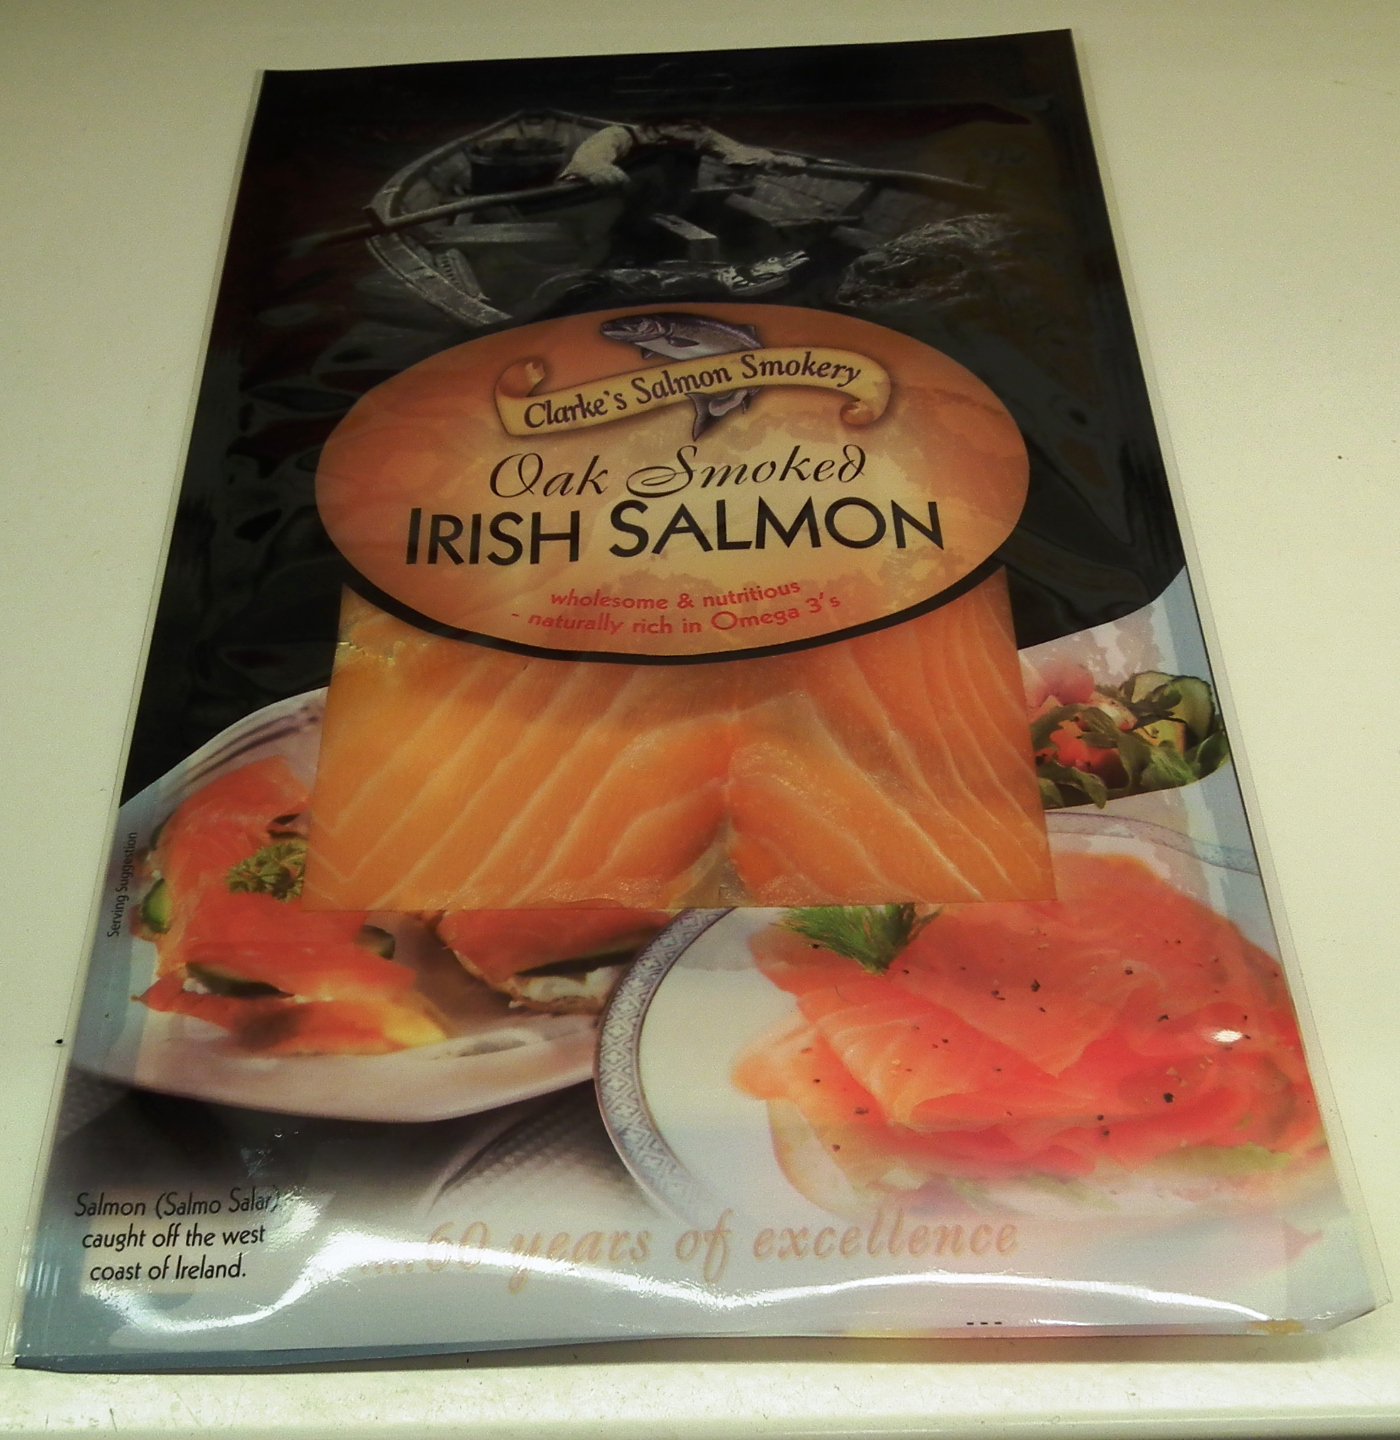 Clarke's Salmon Smokery
Oak Smoked
IRISH SALMON
wholesome & nutritious
- naturally rich in Omega 3's
Serving Suggestion
Salmon (Salmo Salar)
caught off the west
coast of Ireland.
....60 years of excellence